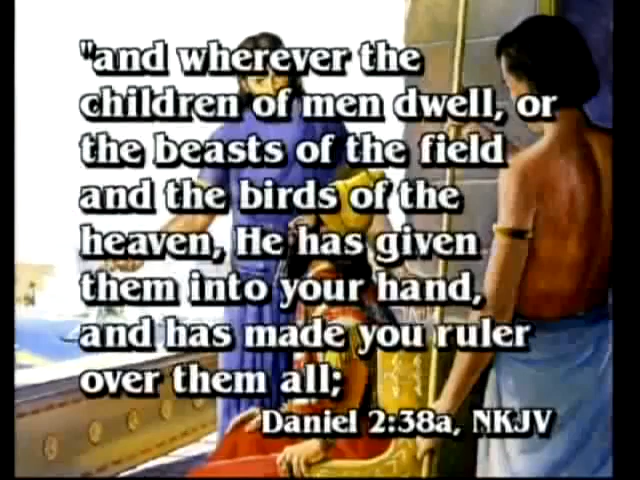 "and wherever the
children of men dwell, or
the beasts of the field
and the birds of the
heaven, He has given
them into your hand,
and has made you ruler
over them all;
Daniel 2:38a, NKJV